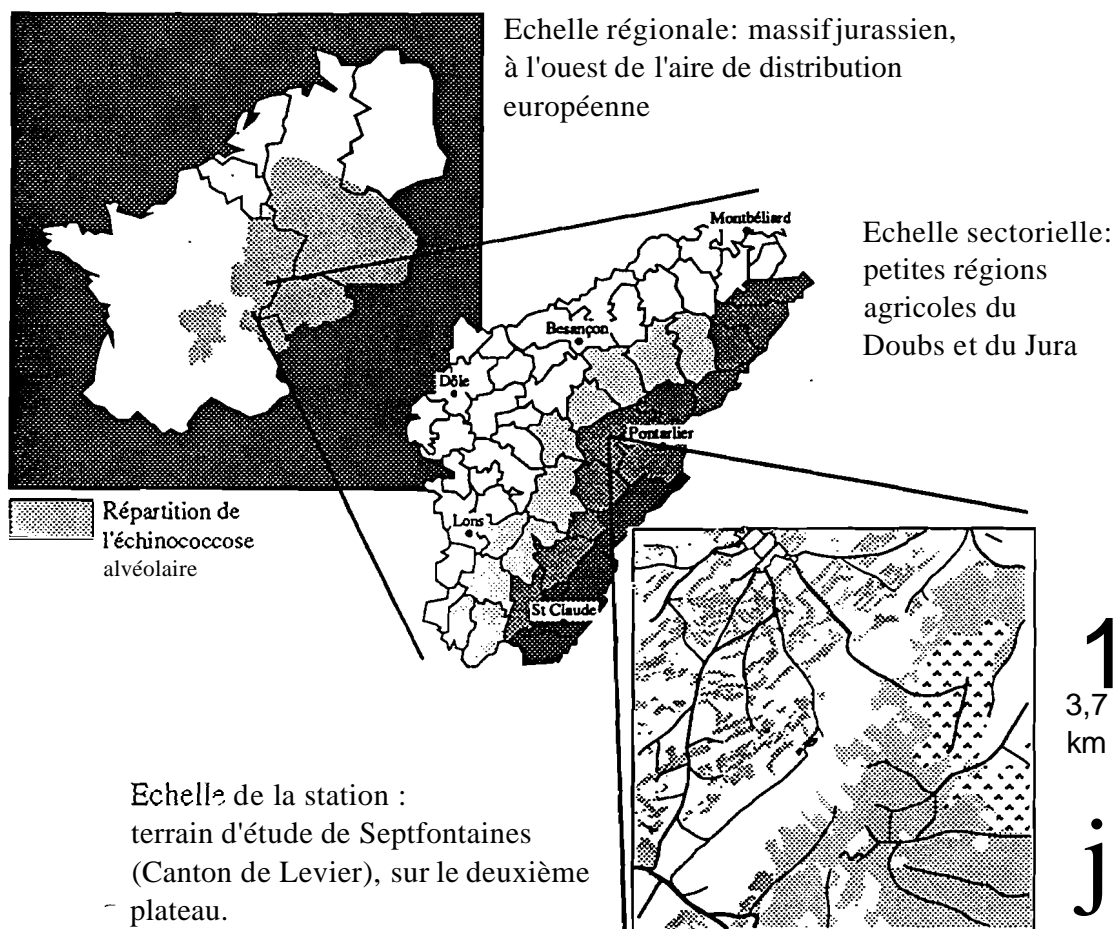 Echelle régionale: massif jurassien,
à l'ouest de l'aire de distribution
européenne
Montbéliard
Echelle sectorielle:
petites régions
agricoles du
Doubs et du Jura
Besançon
Dôle
Pontarlier
Répartition de
l'échinococcose
alvéolaire
Lons
St Claude
1
3,7
km
j
Echelle de la station :
terrain d'étude de Septfontaines
(Canton de Levier), sur le deuxième
plateau.